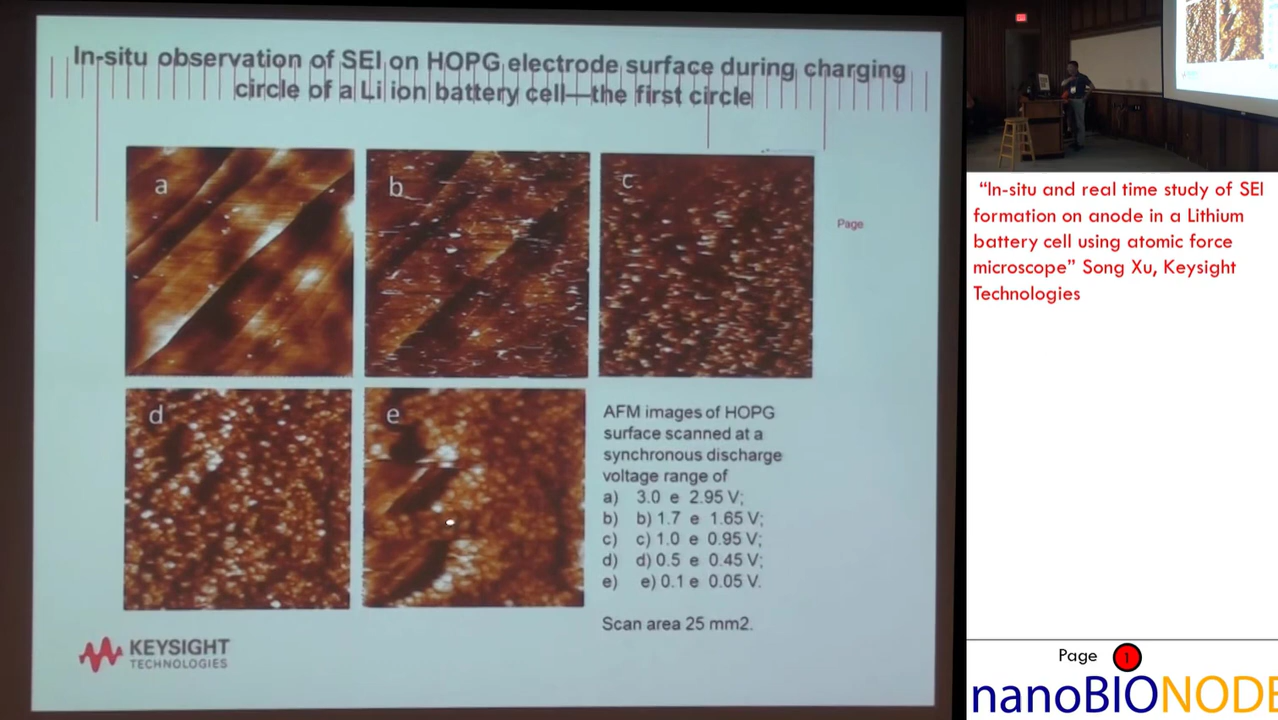 In-situ observation of SEI on HOPG electrode surface during charging
circle of a Li ion battery cell—the first circle
a
b
c
Page
d
e
AFM images of HOPG
surface scanned at a
synchronous discharge
voltage range of
a) 3.0 e 2.95 V;
b) b) 1.7 e 1.65 V;
c) c) 1.0 e 0.95 V;
d) d) 0.5 e 0.45 V;
e) e) 0.1 e 0.05 V.
Scan area 25 mm2.
KEYSIGHT
TECHNOLOGIES
“In-situ and real time study of SEI
formation on anode in a Lithium
battery cell using atomic force
microscope” Song Xu, Keysight
Technologies
Page 1
nanoBIONODE